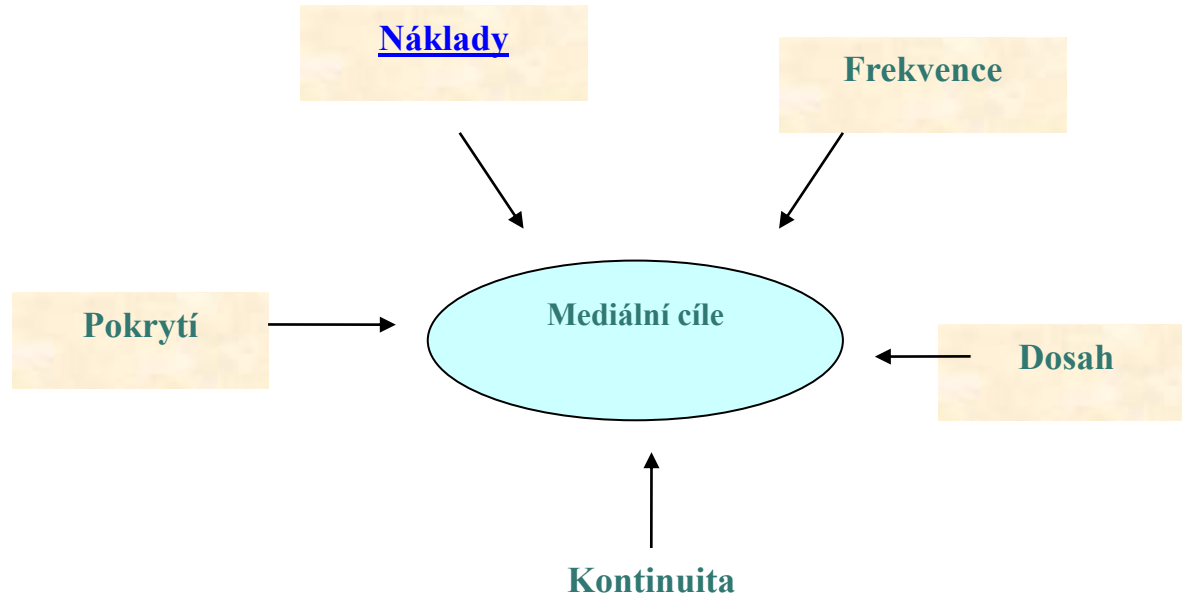 Náklady
Frekvence
Pokrytí
Mediální cíle
Dosah
Kontinuita